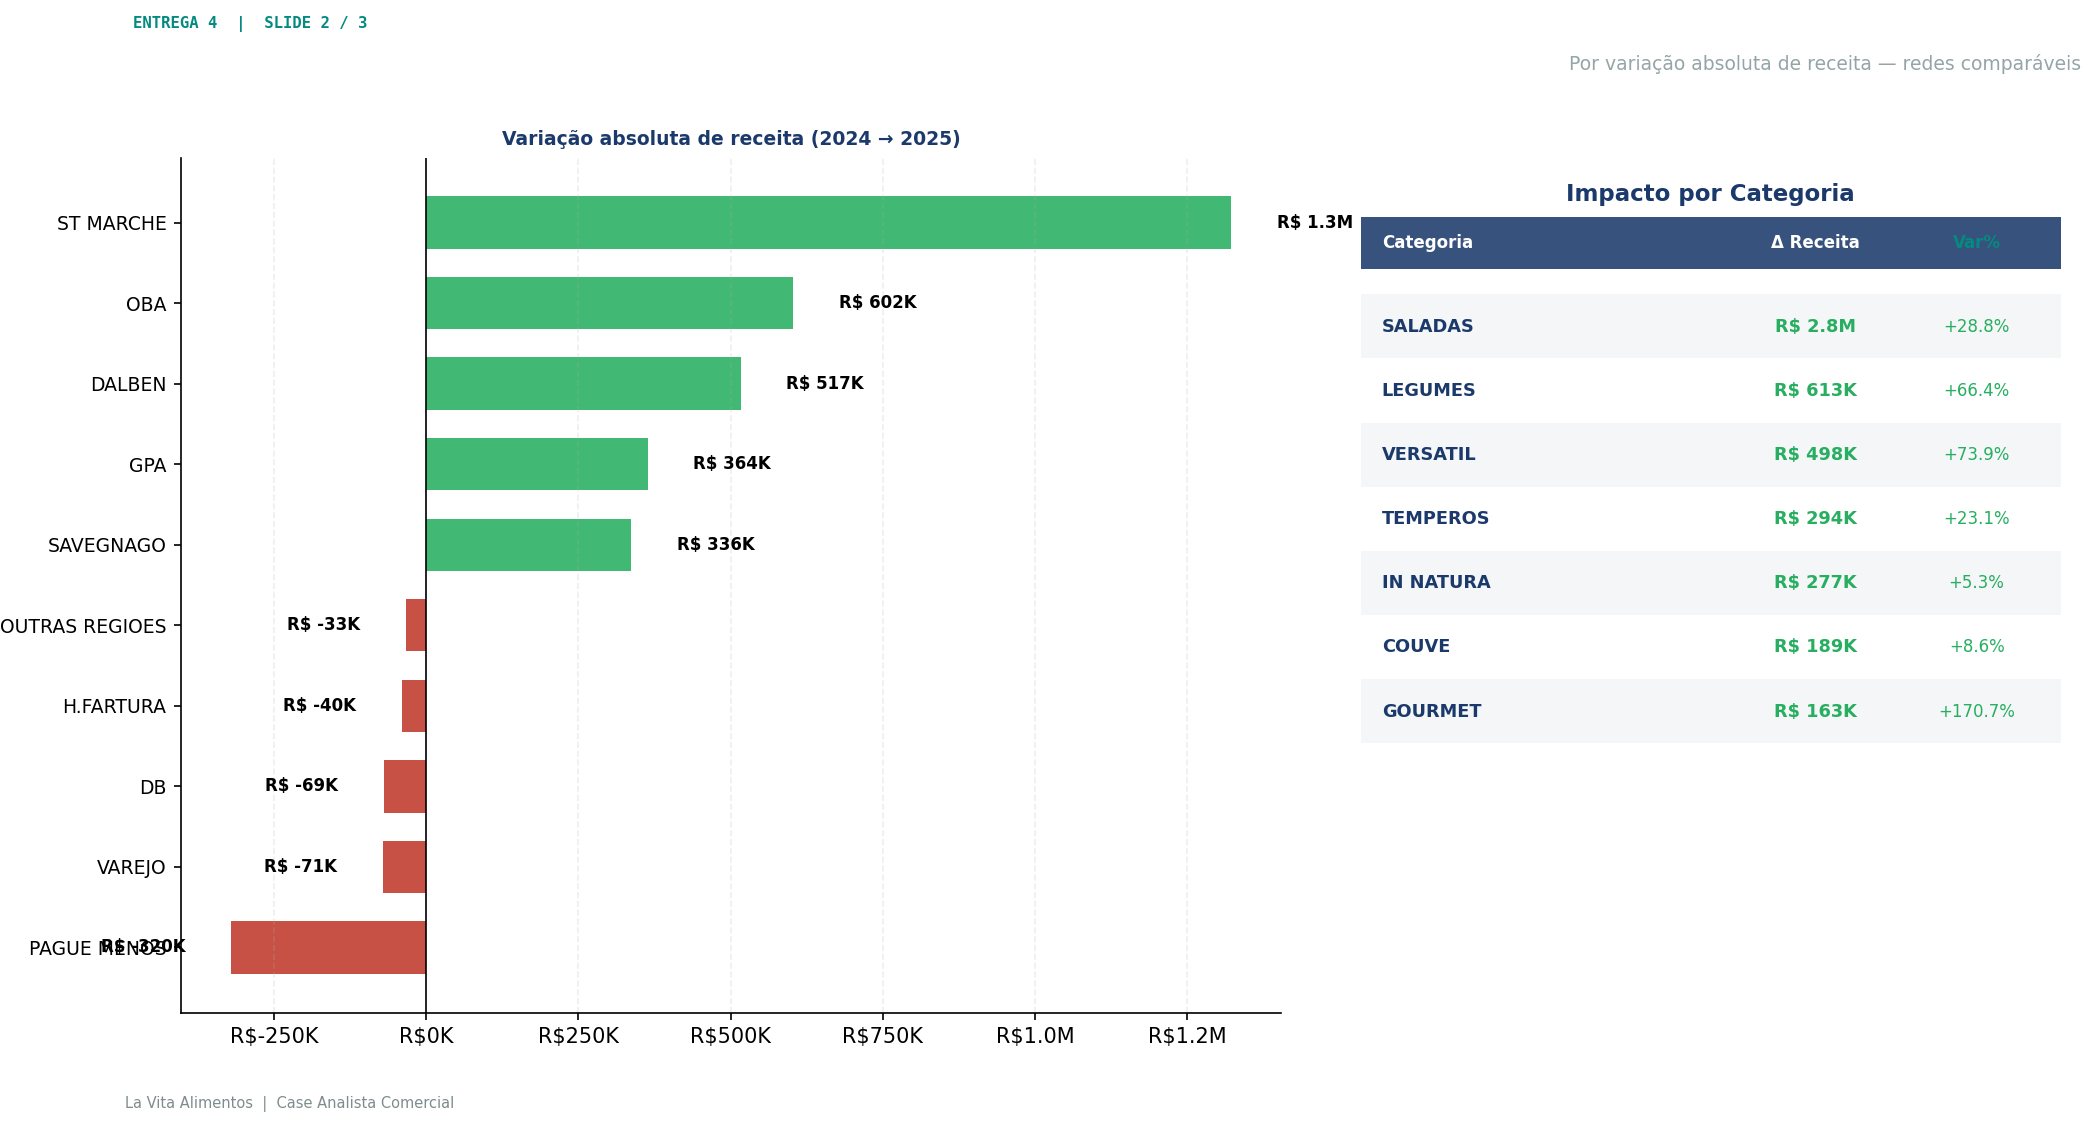 ENTREGA 4 | SLIDE 2 / 3
Por variação absoluta de receita — redes comparáveis
Variação absoluta de receita (2024 → 2025)
ST MARCHE
R$ 1.3M
OBA
R$ 602K
DALBEN
R$ 517K
GPA
R$ 364K
SAVEGNAGO
R$ 336K
OUTRAS REGIOES
R$ -33K
H.FARTURA
R$ -40K
DB
R$ -69K
VAREJO
R$ -71K
PAGUE MENOS
R$ -320K
R$-250K R$0K R$250K R$500K R$750K R$1.0M R$1.2M
Impacto por Categoria
Categoria Δ Receita Var%
SALADAS R$ 2.8M +28.8%
LEGUMES R$ 613K +66.4%
VERSATIL R$ 498K +73.9%
TEMPEROS R$ 294K +23.1%
IN NATURA R$ 277K +5.3%
COUVE R$ 189K +8.6%
GOURMET R$ 163K +170.7%
La Vita Alimentos | Case Analista Comercial